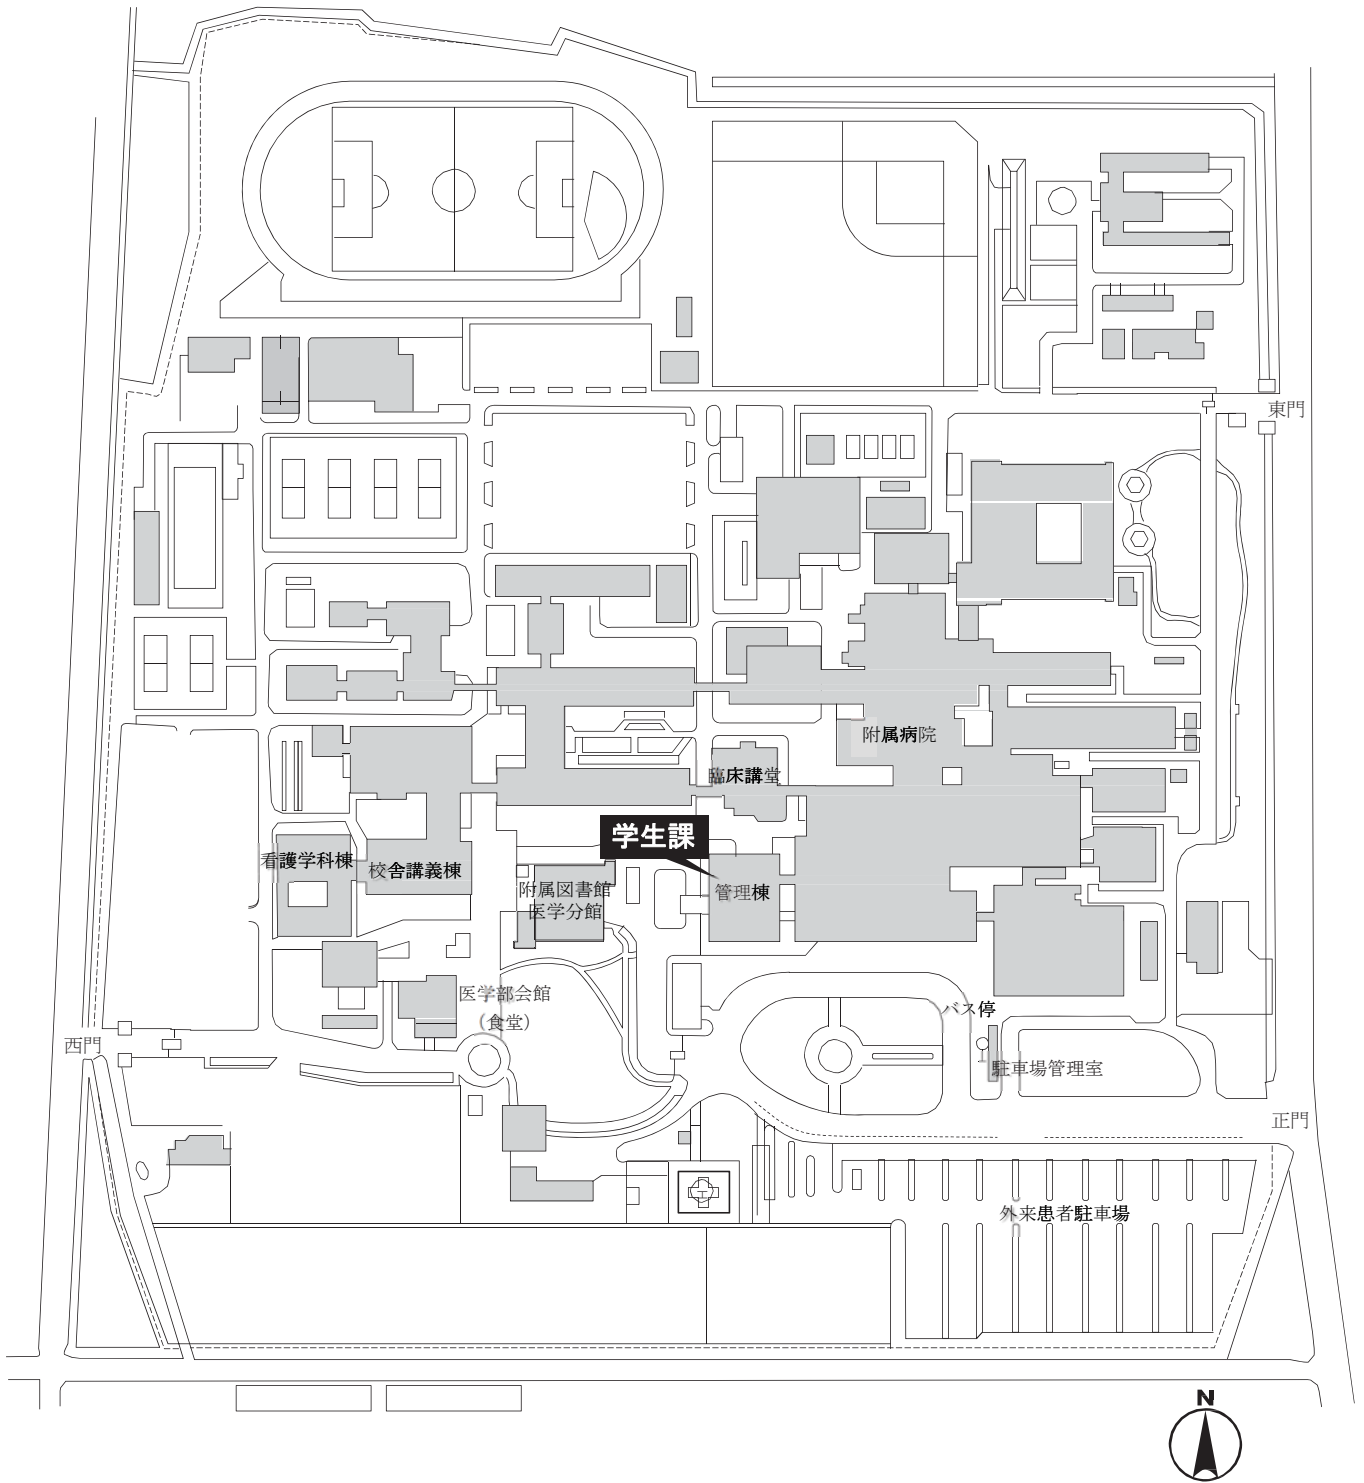 東門
附属病院
臨床講堂
学生課
看護学科棟
校舎講義棟
附属図書館
医学分館
管理棟
医学部会館
（食堂）
バス停
西門
駐車場管理室
正門
外来患者駐車場
N